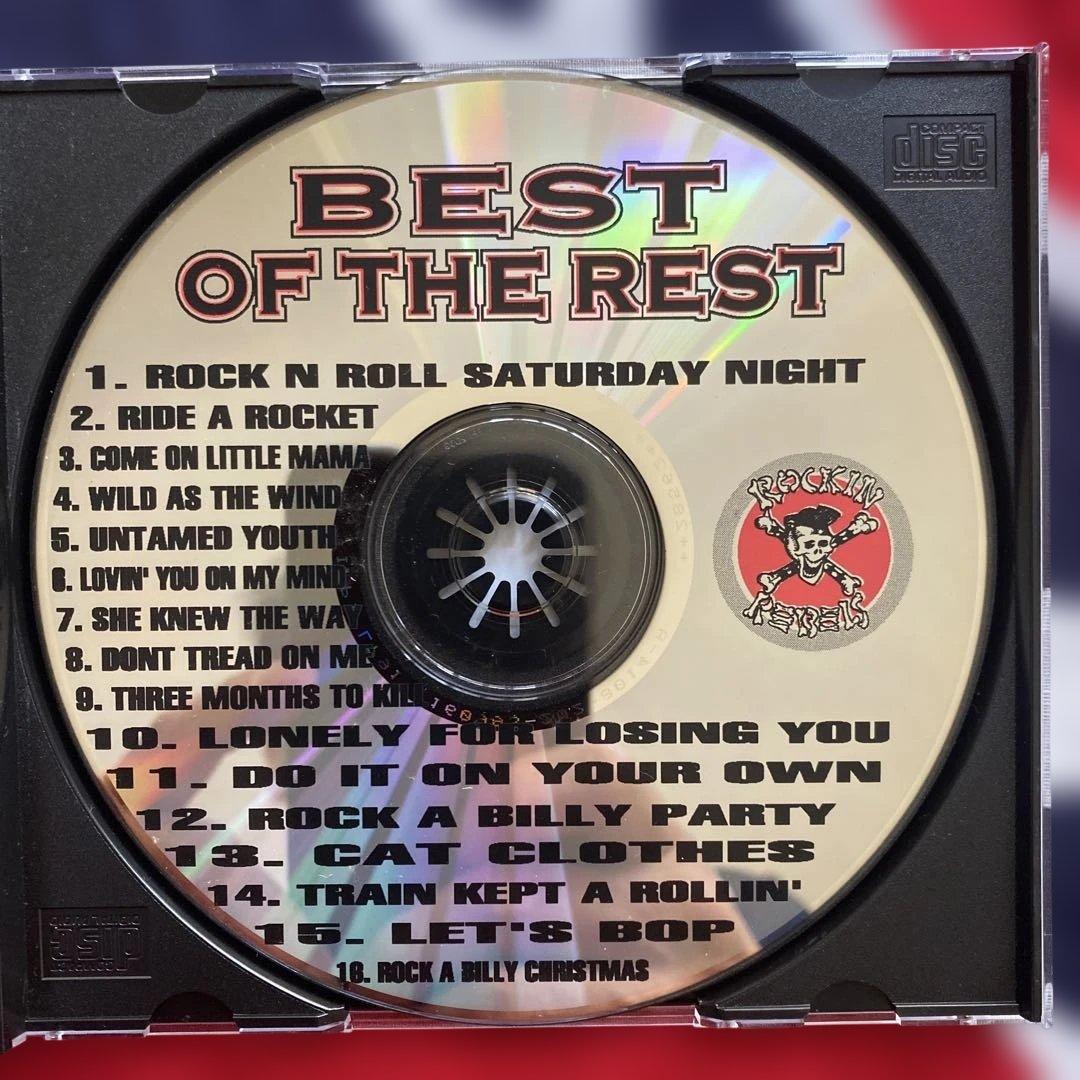 COMPACT
disc
DIGITAL AUDIO
BEST
OF THE REST
1. ROCK N ROLL SATURDAY NIGHT
2. RIDE A ROCKET
3. COME ON LITTLE MAMA
4. WILD AS THE WIND
5. UNTAMED YOUTH
6. LOVIN' YOU ON MY MIND
7. SHE KNEW THE WAY
8. DONT TREAD ON ME
9. THREE MONTHS TO KILL
10. LONELY FOR LOSING YOU
11. DO IT ON YOUR OWN
12. ROCK A BILLY PARTY
13. CAT CLOTHES
14. TRAIN KEPT A ROLLIN'
15. LET'S BOP
16. ROCK A BILLY CHRISTMAS
ROCKIN
REBELS
disc